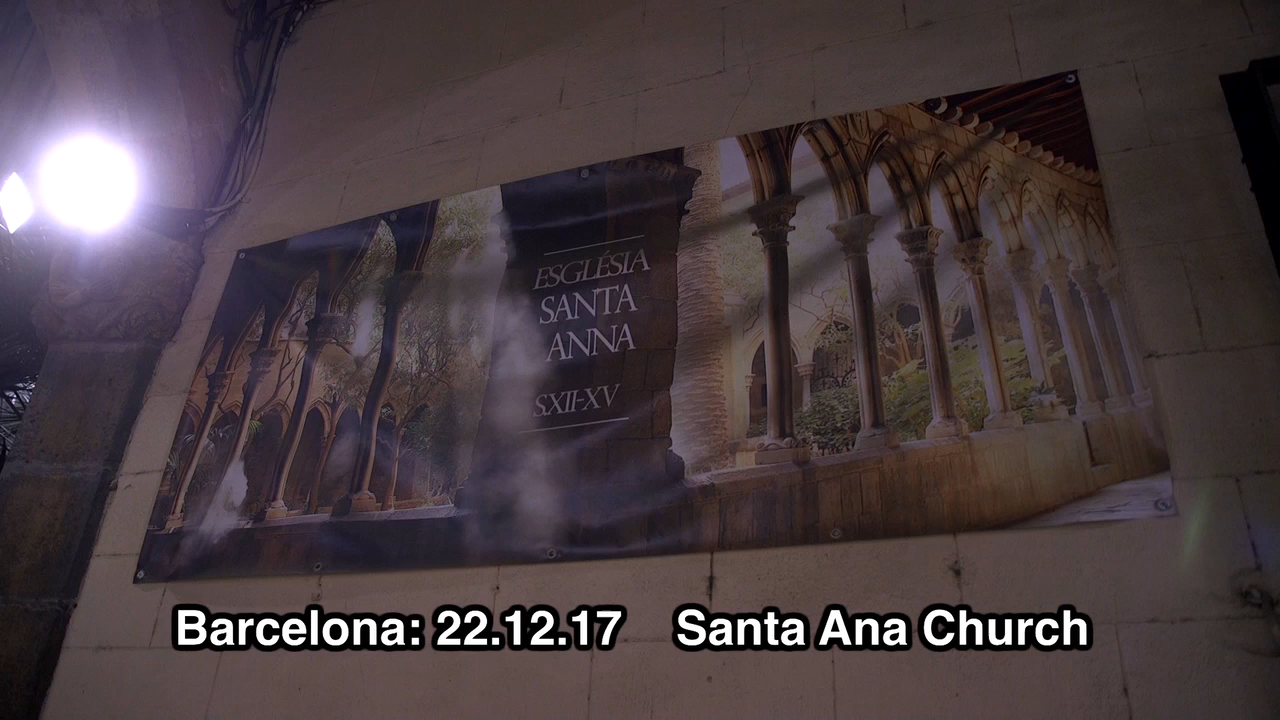 ESGLÉSIA
SANTA
ANNA
S.XII-XV
Barcelona: 22.12.17 Santa Ana Church